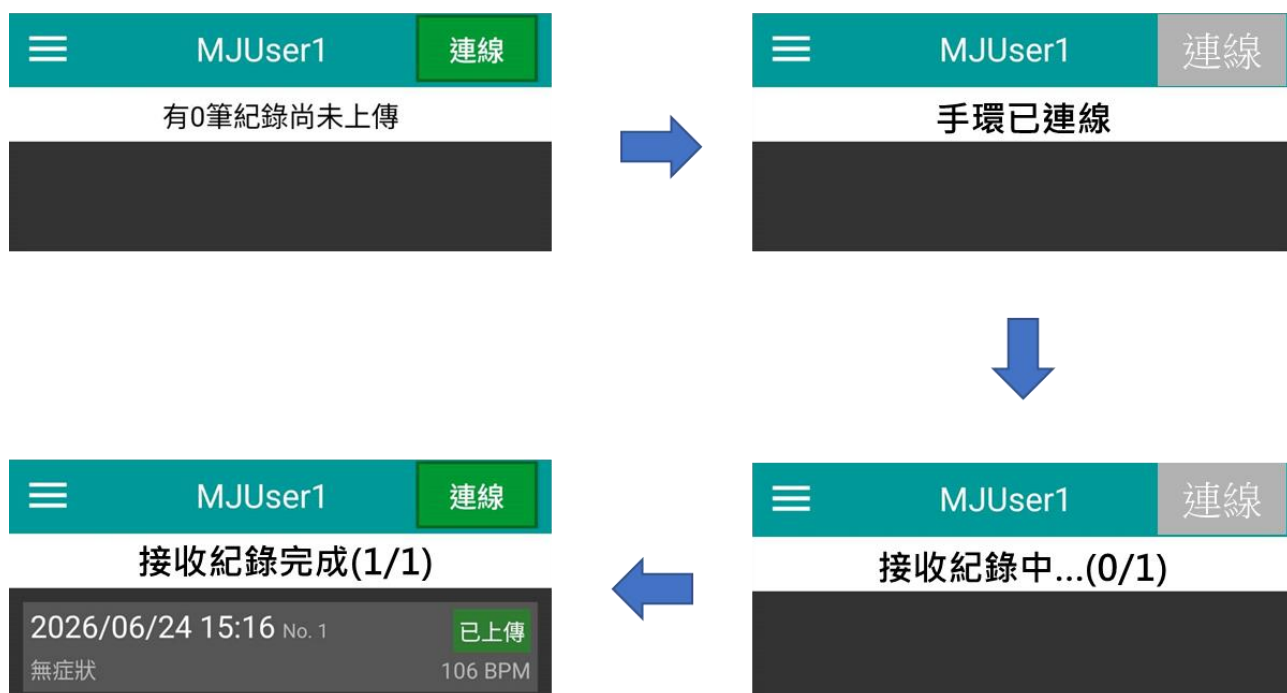 MJUser1 連線
有0筆紀錄尚未上傳
MJUser1 連線
手環已連線
MJUser1 連線
接收紀錄中...(0/1)
MJUser1 連線
接收紀錄完成(1/1)
2026/06/24 15:16 No. 1 已上傳
無症狀 106 BPM